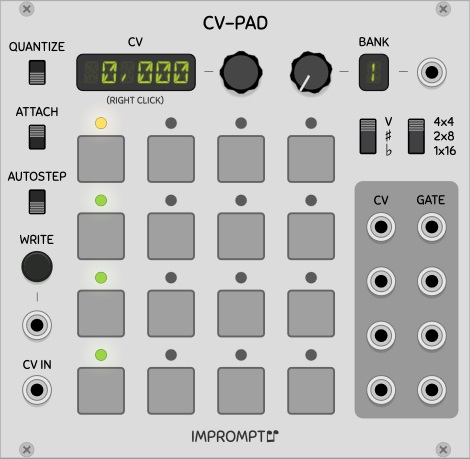 CV-PAD
QUANTIZE
CV
BANK
0.000
1
(RIGHT CLICK)
ATTACH
V
♯
♭
4x4
2x8
1x16
AUTOSTEP
CV
GATE
WRITE
CV IN
IMPROMPTU